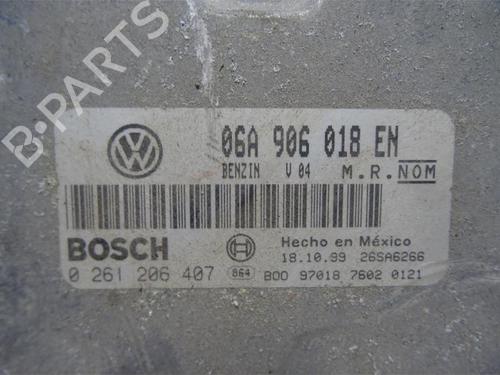 B-PARTS
06A 906 018 EN
BENZIN V04 M.R. NOM
BOSCH
Hecho en México
18.10.99 26SA6266
0 261 206 407 864 B00 97018 7602 0121